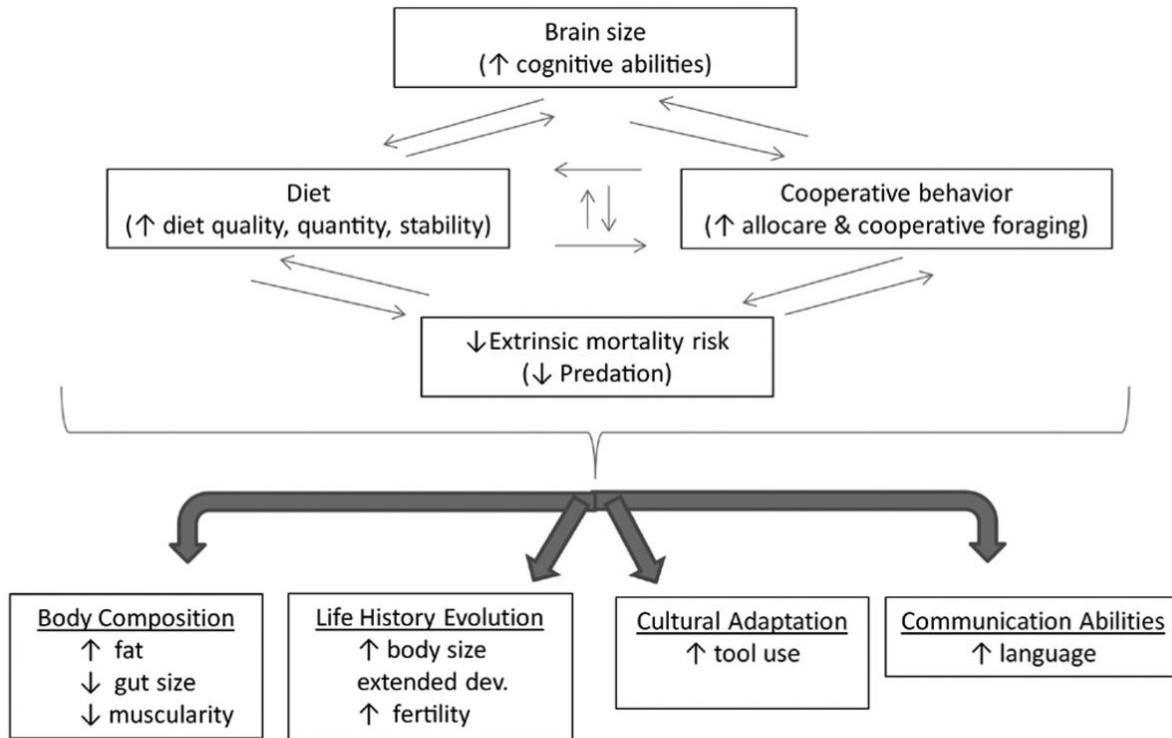 Brain size
(↑ cognitive abilities)
Diet
(↑ diet quality, quantity, stability)
Cooperative behavior
(↑ allocare & cooperative foraging)
↓Extrinsic mortality risk
(↓ Predation)
Body Composition
↑ fat
↓ gut size
↓ muscularity
Life History Evolution
↑ body size
extended dev.
↑ fertility
Cultural Adaptation
↑ tool use
Communication Abilities
↑ language